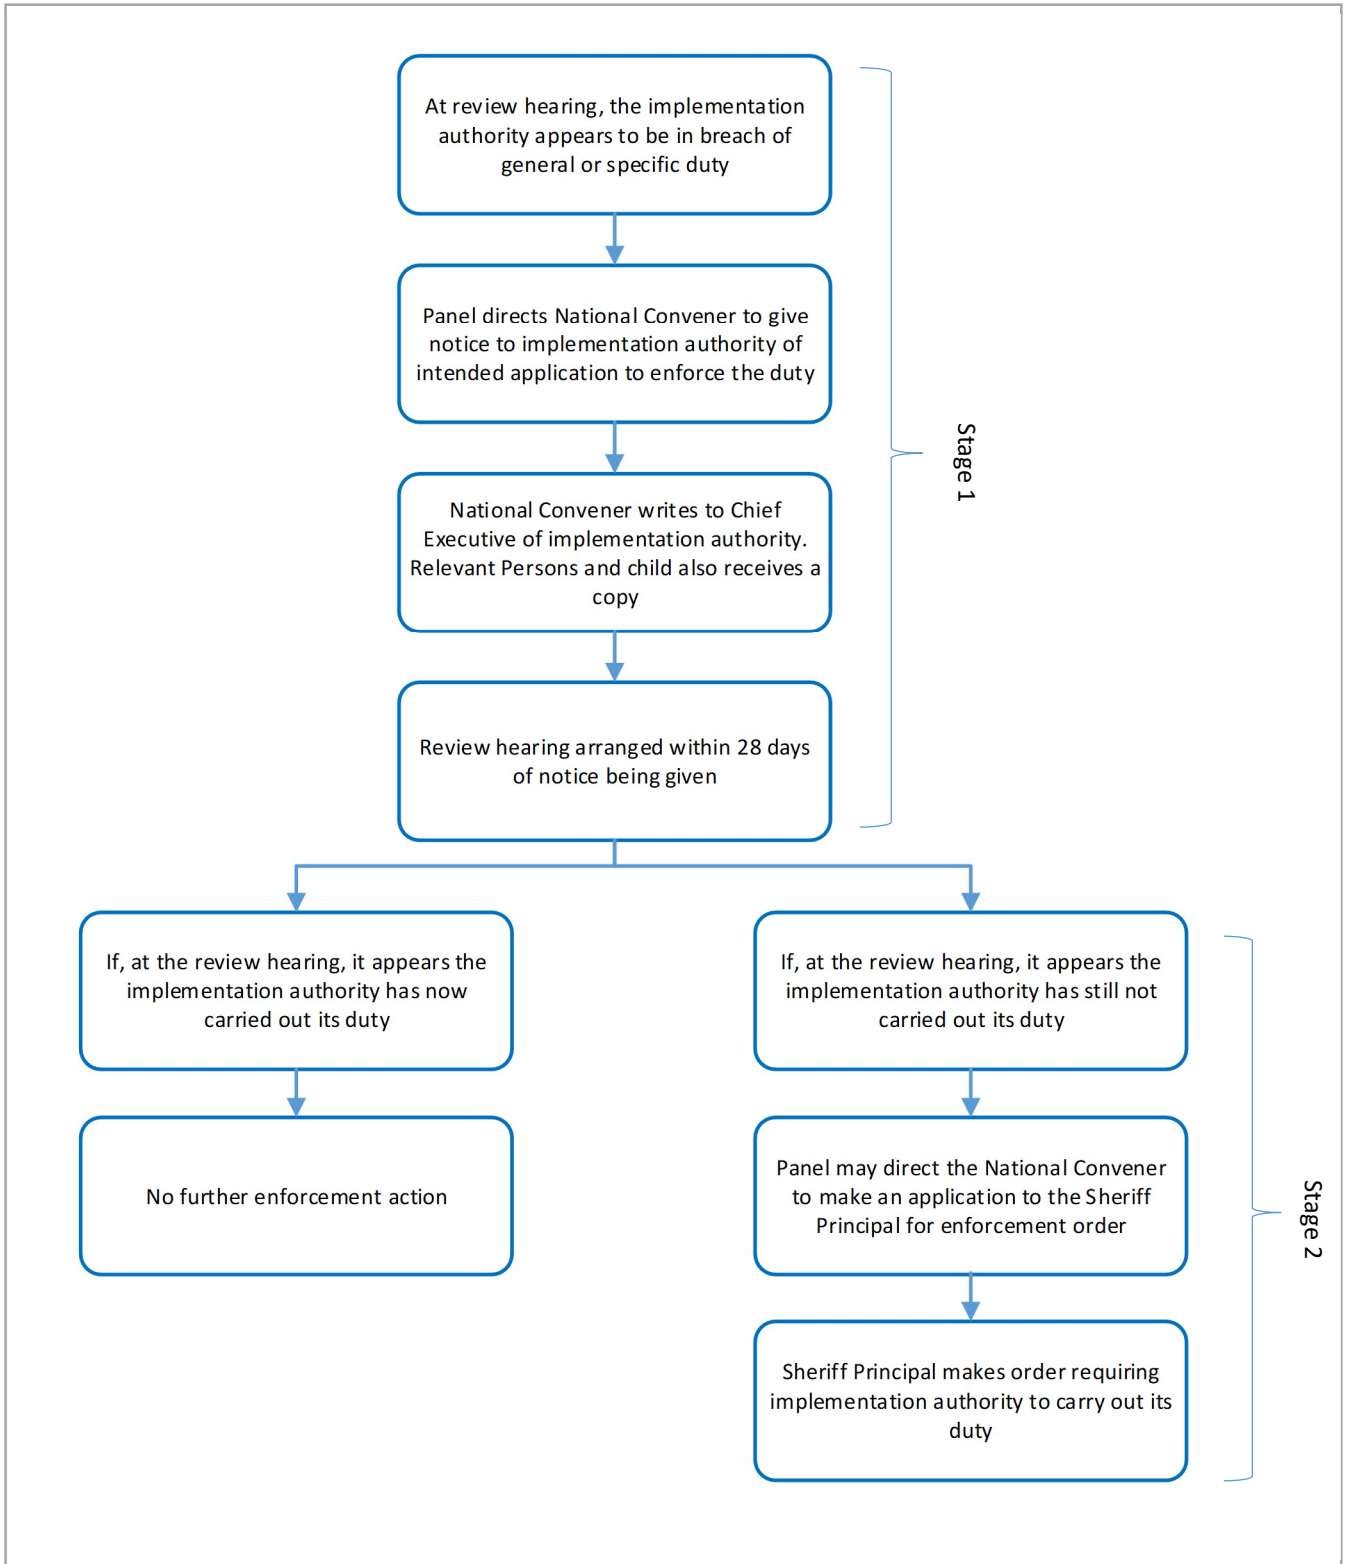 At review hearing, the implementation
authority appears to be in breach of
general or specific duty
Panel directs National Convener to give
notice to implementation authority of
intended application to enforce the duty
National Convener writes to Chief
Executive of implementation authority.
Relevant Persons and child also receives a
copy
Review hearing arranged within 28 days
of notice being given
Stage 1
If, at the review hearing, it appears the
implementation authority has now
carried out its duty
No further enforcement action
If, at the review hearing, it appears the
implementation authority has still not
carried out its duty
Panel may direct the National Convener
to make an application to the Sheriff
Principal for enforcement order
Sheriff Principal makes order requiring
implementation authority to carry out its
duty
Stage 2